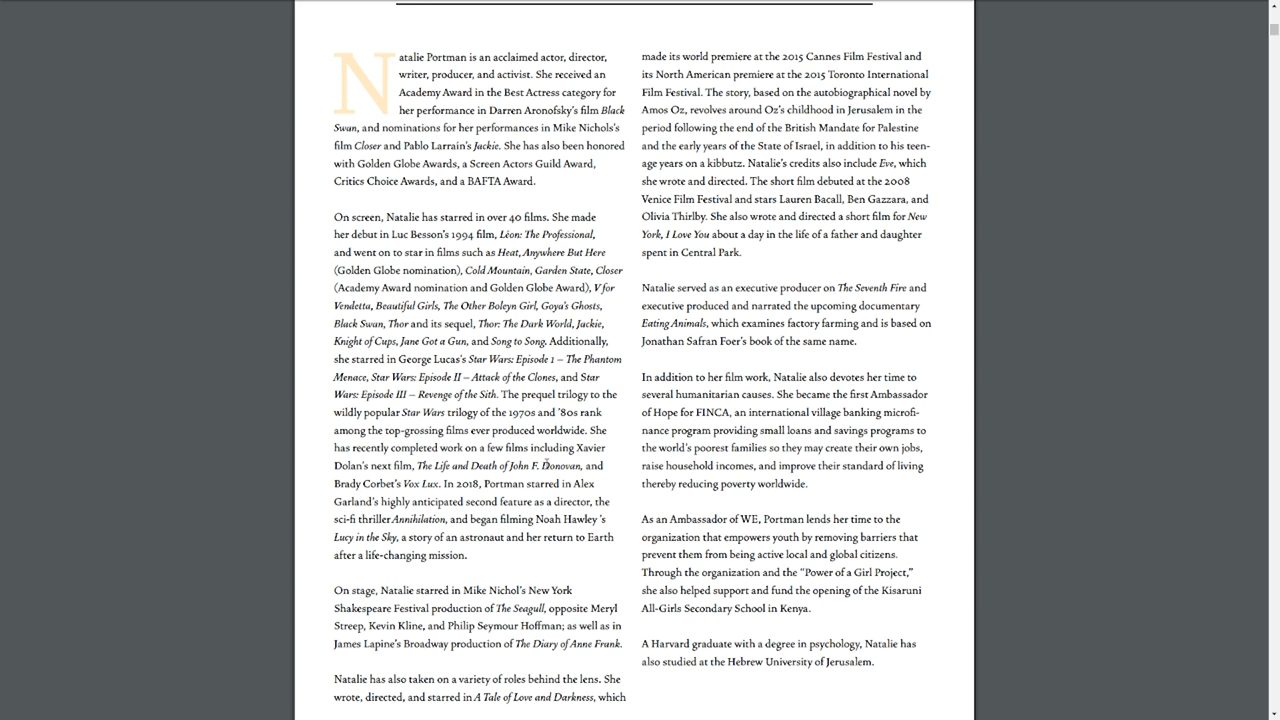 Natalie Portman is an acclaimed actor, director,
writer, producer, and activist. She received an
Academy Award in the Best Actress category for
her performance in Darren Aronofsky's film Black
Swan, and nominations for her performances in Mike Nichols's
film Closer and Pablo Larrain's Jackie. She has also been honored
with Golden Globe Awards, a Screen Actors Guild Award,
Critics Choice Awards, and a BAFTA Award.
On screen, Natalie has starred in over 40 films. She made
her debut in Luc Besson's 1994 film, Léon: The Professional,
and went on to star in films such as Heat, Anywhere But Here
(Golden Globe nomination), Cold Mountain, Garden State, Closer
(Academy Award nomination and Golden Globe Award), V for
Vendetta, Beautiful Girls, The Other Boleyn Girl, Goya's Ghosts,
Black Swan, Thor and its sequel, Thor: The Dark World, Jackie,
Knight of Cups, Jane Got a Gun, and Song to Song. Additionally,
she starred in George Lucas's Star Wars: Episode 1 – The Phantom
Menace, Star Wars: Episode II – Attack of the Clones, and Star
Wars: Episode III – Revenge of the Sith. The prequel trilogy to the
wildly popular Star Wars trilogy of the 1970s and '80s rank
among the top-grossing films ever produced worldwide. She
has recently completed work on a few films including Xavier
Dolan's next film, The Life and Death of John F. Donovan, and
Brady Corbet's Vox Lux. In 2018, Portman starred in Alex
Garland's highly anticipated second feature as a director, the
sci-fi thriller Annihilation, and began filming Noah Hawley 's
Lucy in the Sky, a story of an astronaut and her return to Earth
after a life-changing mission.
On stage, Natalie starred in Mike Nichol's New York
Shakespeare Festival production of The Seagull, opposite Meryl
Streep, Kevin Kline, and Philip Seymour Hoffman; as well as in
James Lapine's Broadway production of The Diary of Anne Frank.
Natalie has also taken on a variety of roles behind the lens. She
wrote, directed, and starred in A Tale of Love and Darkness, which
made its world premiere at the 2015 Cannes Film Festival and
its North American premiere at the 2015 Toronto International
Film Festival. The story, based on the autobiographical novel by
Amos Oz, revolves around Oz's childhood in Jerusalem in the
period following the end of the British Mandate for Palestine
and the early years of the State of Israel, in addition to his teen-
age years on a kibbutz. Natalie's credits also include Eve, which
she wrote and directed. The short film debuted at the 2008
Venice Film Festival and stars Lauren Bacall, Ben Gazzara, and
Olivia Thirlby. She also wrote and directed a short film for New
York, I Love You about a day in the life of a father and daughter
spent in Central Park.
Natalie served as an executive producer on The Seventh Fire and
executive produced and narrated the upcoming documentary
Eating Animals, which examines factory farming and is based on
Jonathan Safran Foer's book of the same name.
In addition to her film work, Natalie also devotes her time to
several humanitarian causes. She became the first Ambassador
of Hope for FINCA, an international village banking microfi-
nance program providing small loans and savings programs to
the world's poorest families so they may create their own jobs,
raise household incomes, and improve their standard of living
thereby reducing poverty worldwide.
As an Ambassador of WE, Portman lends her time to the
organization that empowers youth by removing barriers that
prevent them from being active local and global citizens.
Through the organization and the “Power of a Girl Project,”
she also helped support and fund the opening of the Kisaruni
All-Girls Secondary School in Kenya.
A Harvard graduate with a degree in psychology, Natalie has
also studied at the Hebrew University of Jerusalem.